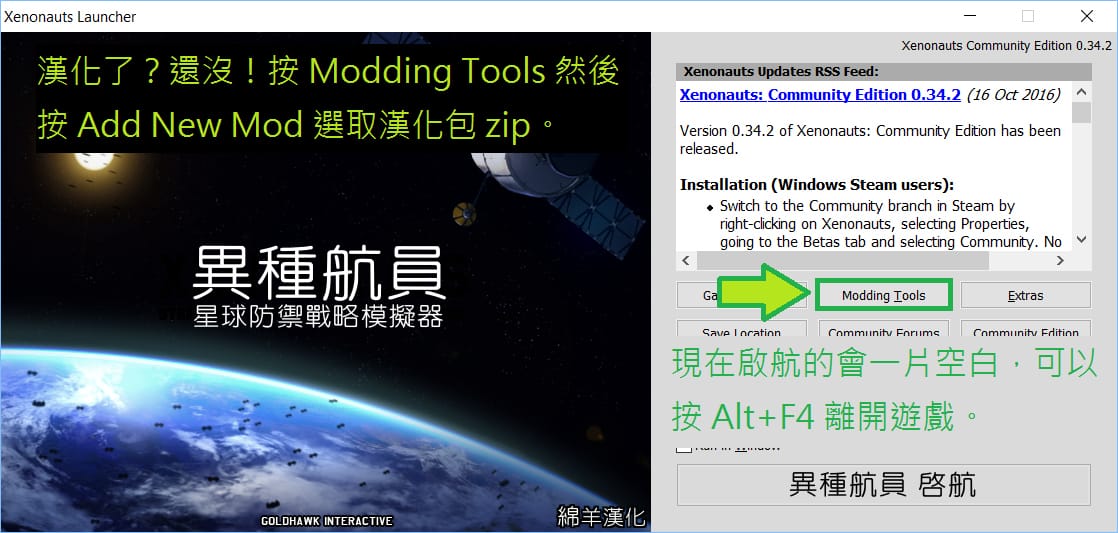 Xenonauts Launcher
漢化了？還沒！按 Modding Tools 然後
按 Add New Mod 選取漢化包 zip。
異種航員
星球防禦戰略模擬器
GOLDHAWK INTERACTIVE
綿羊漢化
Xenonauts Community Edition 0.34.2
Xenonauts Updates RSS Feed:
Xenonauts: Community Edition 0.34.2 (16 Oct 2016)
Version 0.34.2 of Xenonauts: Community Edition has been
released.
Installation (Windows Steam users):
Switch to the Community branch in Steam by
right-clicking on Xenonauts, selecting Properties,
going to the Betas tab and selecting Community. No
Modding Tools
Extras
Save Location
Community Forums
Community Edition
現在啟航的會一片空白，可以
按 Alt+F4 離開遊戲。
Run in Window
異種航員 啓航